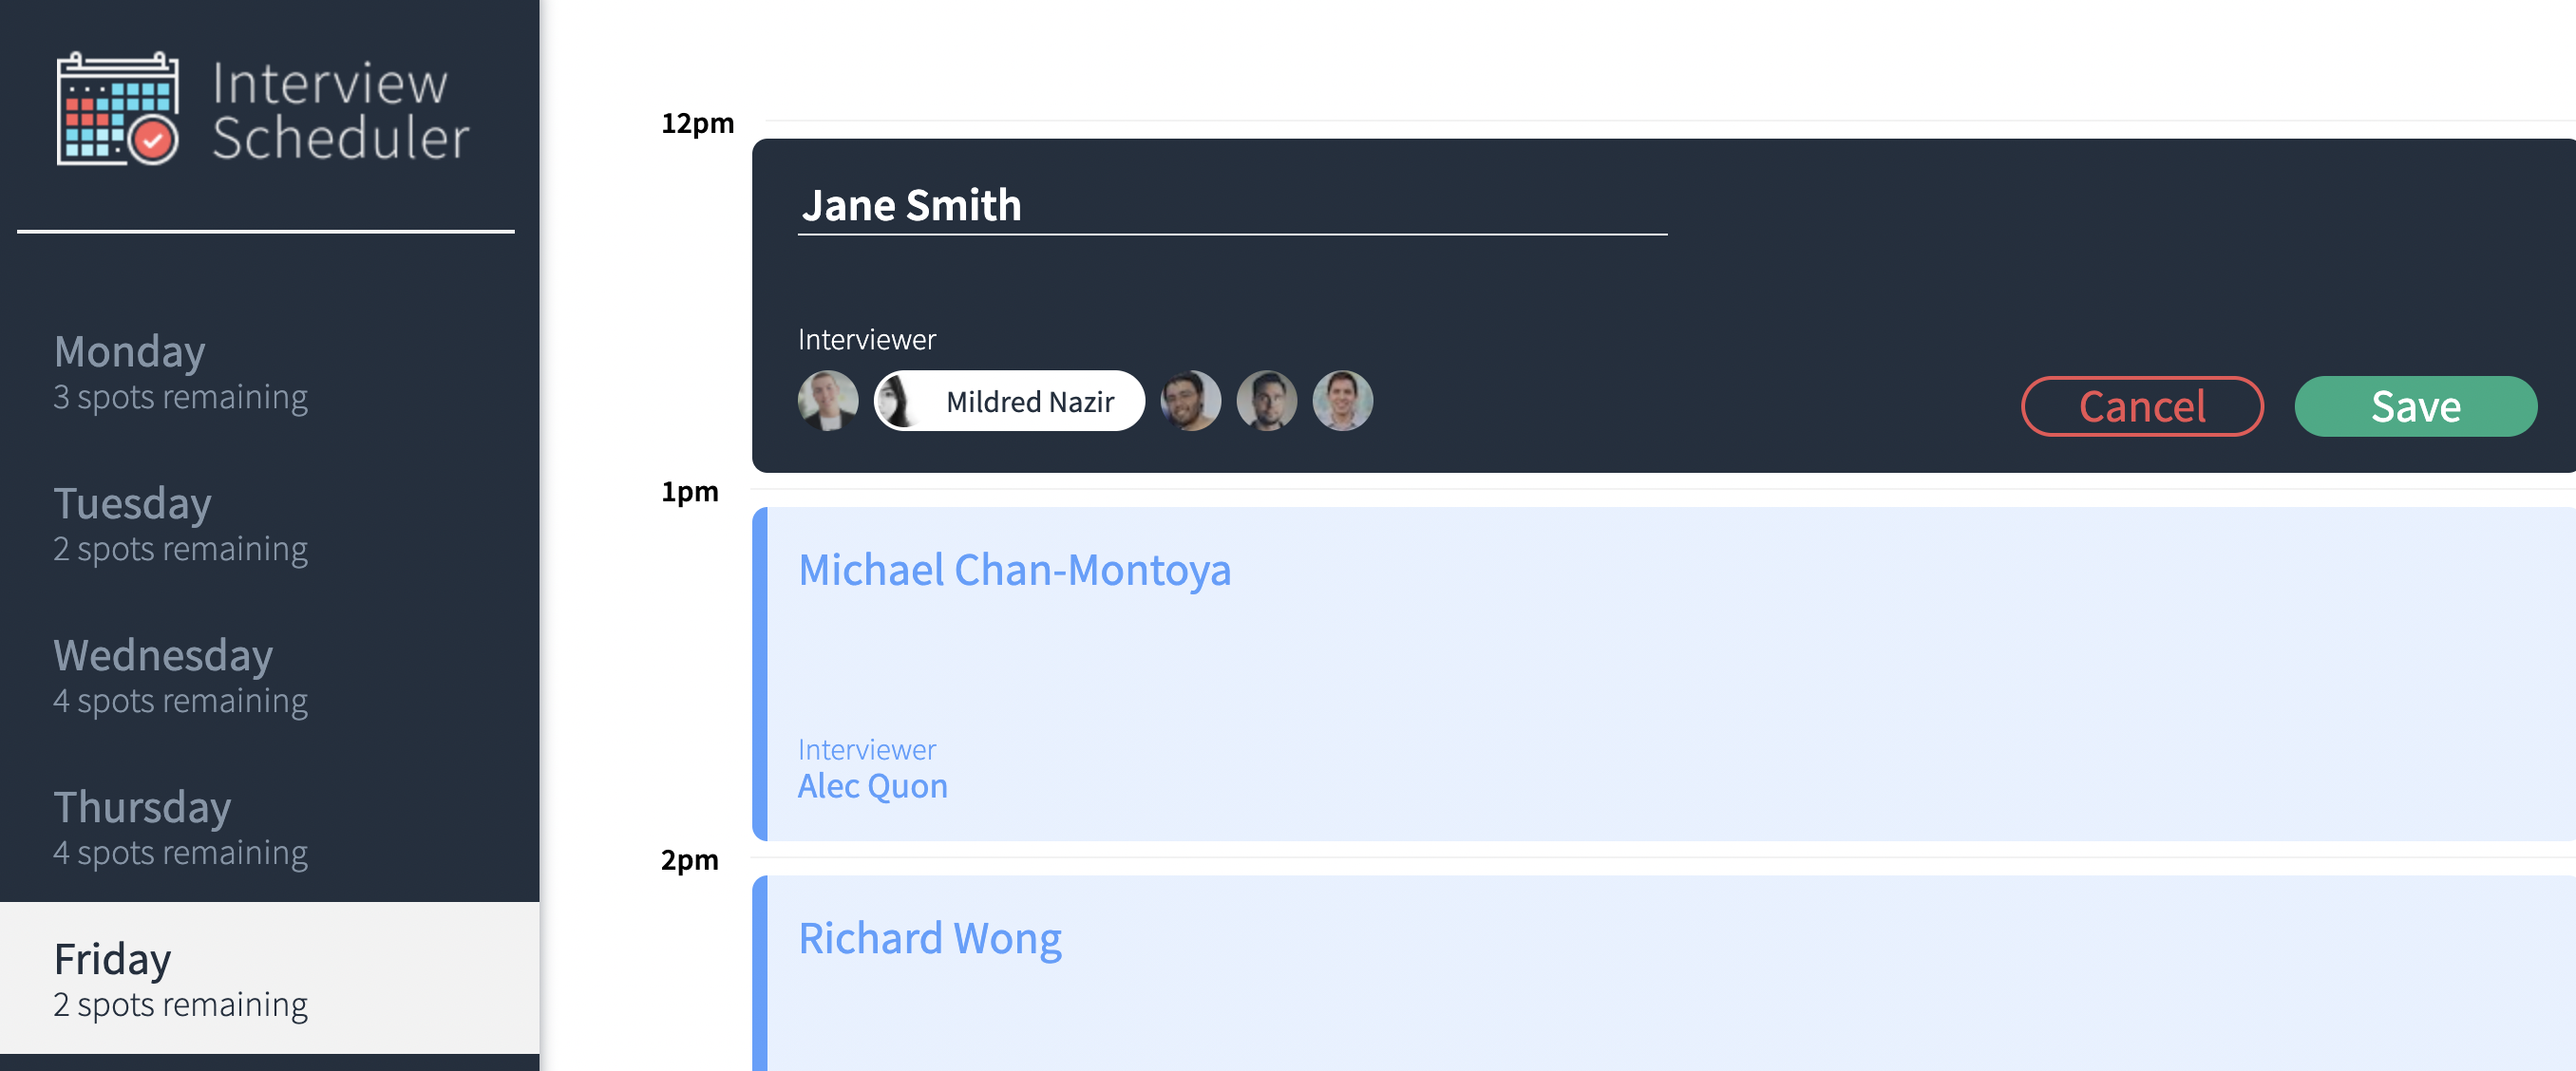 Interview
Scheduler
Monday
3 spots remaining
Tuesday
2 spots remaining
Wednesday
4 spots remaining
Thursday
4 spots remaining
Friday
2 spots remaining
12pm
Jane Smith
Interviewer
Mildred Nazir
Cancel
Save
1pm
Michael Chan-Montoya
Interviewer
Alec Quon
2pm
Richard Wong